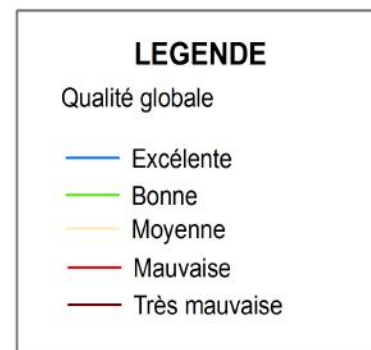 LEGENDE
Qualité globale
Excélente
Bonne
Moyenne
Mauvaise
Très mauvaise